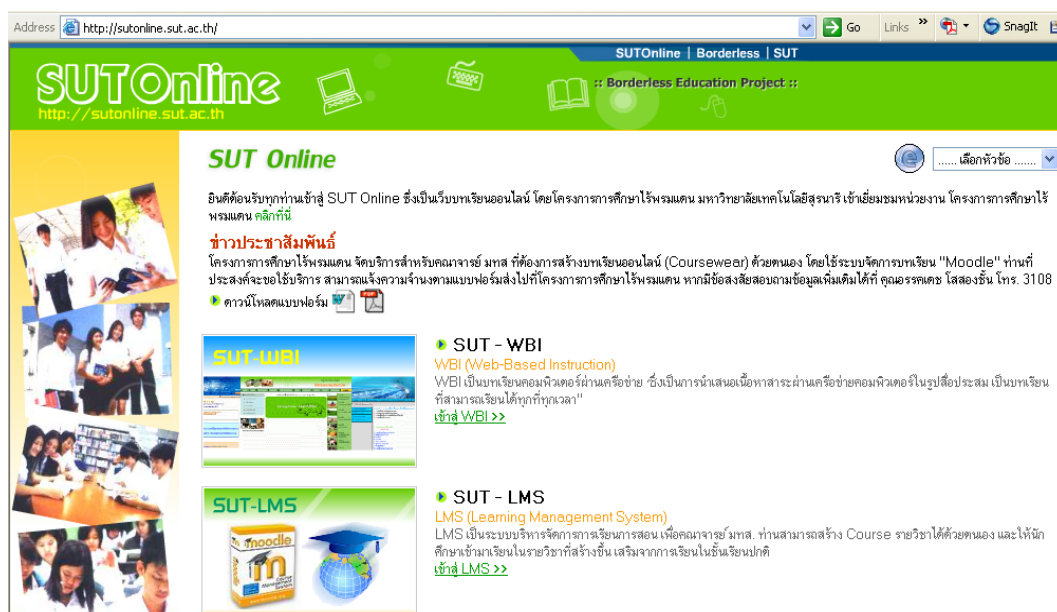 Address http://sutonline.sut.ac.th/ Go Links » SnagIt
SUTOnline | Borderless | SUT
SUTOnline
http://sutonline.sut.ac.th
:: Borderless Education Project ::
SUT Online
...... เลือกหัวข้อ .......
ยินดีต้อนรับทุกท่านเข้าสู่ SUT Online ซึ่งเป็นเว็บบทเรียนออนไลน์ โดยโครงการการศึกษาไร้พรมแดน มหาวิทยาลัยเทคโนโลยีสุรนารี เข้าเยี่ยมชมหน่วยงาน โครงการการศึกษาไร้
พรมแดน คลิกที่นี่
ข่าวประชาสัมพันธ์
โครงการการศึกษาไร้พรมแดน จัดบริการสำหรับคณาจารย์ มทส ที่ต้องการสร้างบทเรียนออนไลน์ (Coursewear) ด้วยตนเอง โดยใช้ระบบจัดการบทเรียน "Moodle" ท่านที่
ประสงค์จะขอใช้บริการ สามารถแจ้งความจำนงตามแบบฟอร์มส่งไปที่โครงการการศึกษาไร้พรมแดน หากมีข้อสงสัยสอบถามข้อมูลเพิ่มเติมได้ที่ คุณอรรคเดช โสสองชั้น โทร. 3108
ดาวน์โหลดแบบฟอร์ม
SUT-WBI
SUT - WBI
WBI (Web-Based Instruction)
WBI เป็นบทเรียนคอมพิวเตอร์ผ่านเครือข่าย ซึ่งเป็นการนำเสนอเนื้อหาสาระผ่านเครือข่ายคอมพิวเตอร์ในรูปสื่อประสม เป็นบทเรียน
ที่สามารถเรียนได้ทุกที่ทุกเวลา"
เข้าสู่ WBI >>
SUT-LMS
moodle
m
Course
Management
System
SUT - LMS
LMS (Learning Management System)
LMS เป็นระบบบริหารจัดการการเรียนการสอน เพื่อคณาจารย์ มทส. ท่านสามารถสร้าง Course รายวิชาได้ด้วยตนเอง และให้นัก
ศึกษาเข้ามาเรียนในรายวิชาที่สร้างขึ้น เสริมจากการเรียนในชั้นเรียนปกติ
เข้าสู่ LMS >>